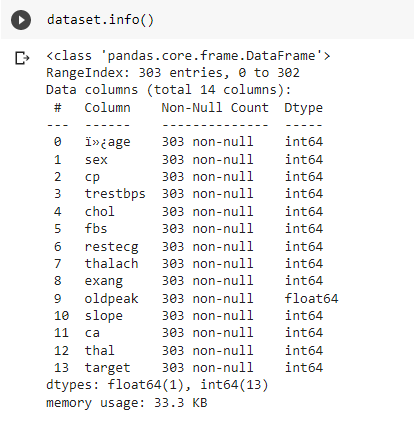 dataset.info()
<class 'pandas.core.frame.DataFrame'>
RangeIndex: 303 entries, 0 to 302
Data columns (total 14 columns):
 #   Column    Non-Null Count  Dtype
---  ------    --------------  -----
 0   ï»¿age    303 non-null    int64
 1   sex       303 non-null    int64
 2   cp        303 non-null    int64
 3   trestbps  303 non-null    int64
 4   chol      303 non-null    int64
 5   fbs       303 non-null    int64
 6   restecg   303 non-null    int64
 7   thalach   303 non-null    int64
 8   exang     303 non-null    int64
 9   oldpeak   303 non-null    float64
 10  slope     303 non-null    int64
 11  ca        303 non-null    int64
 12  thal      303 non-null    int64
 13  target    303 non-null    int64
dtypes: float64(1), int64(13)
memory usage: 33.3 KB